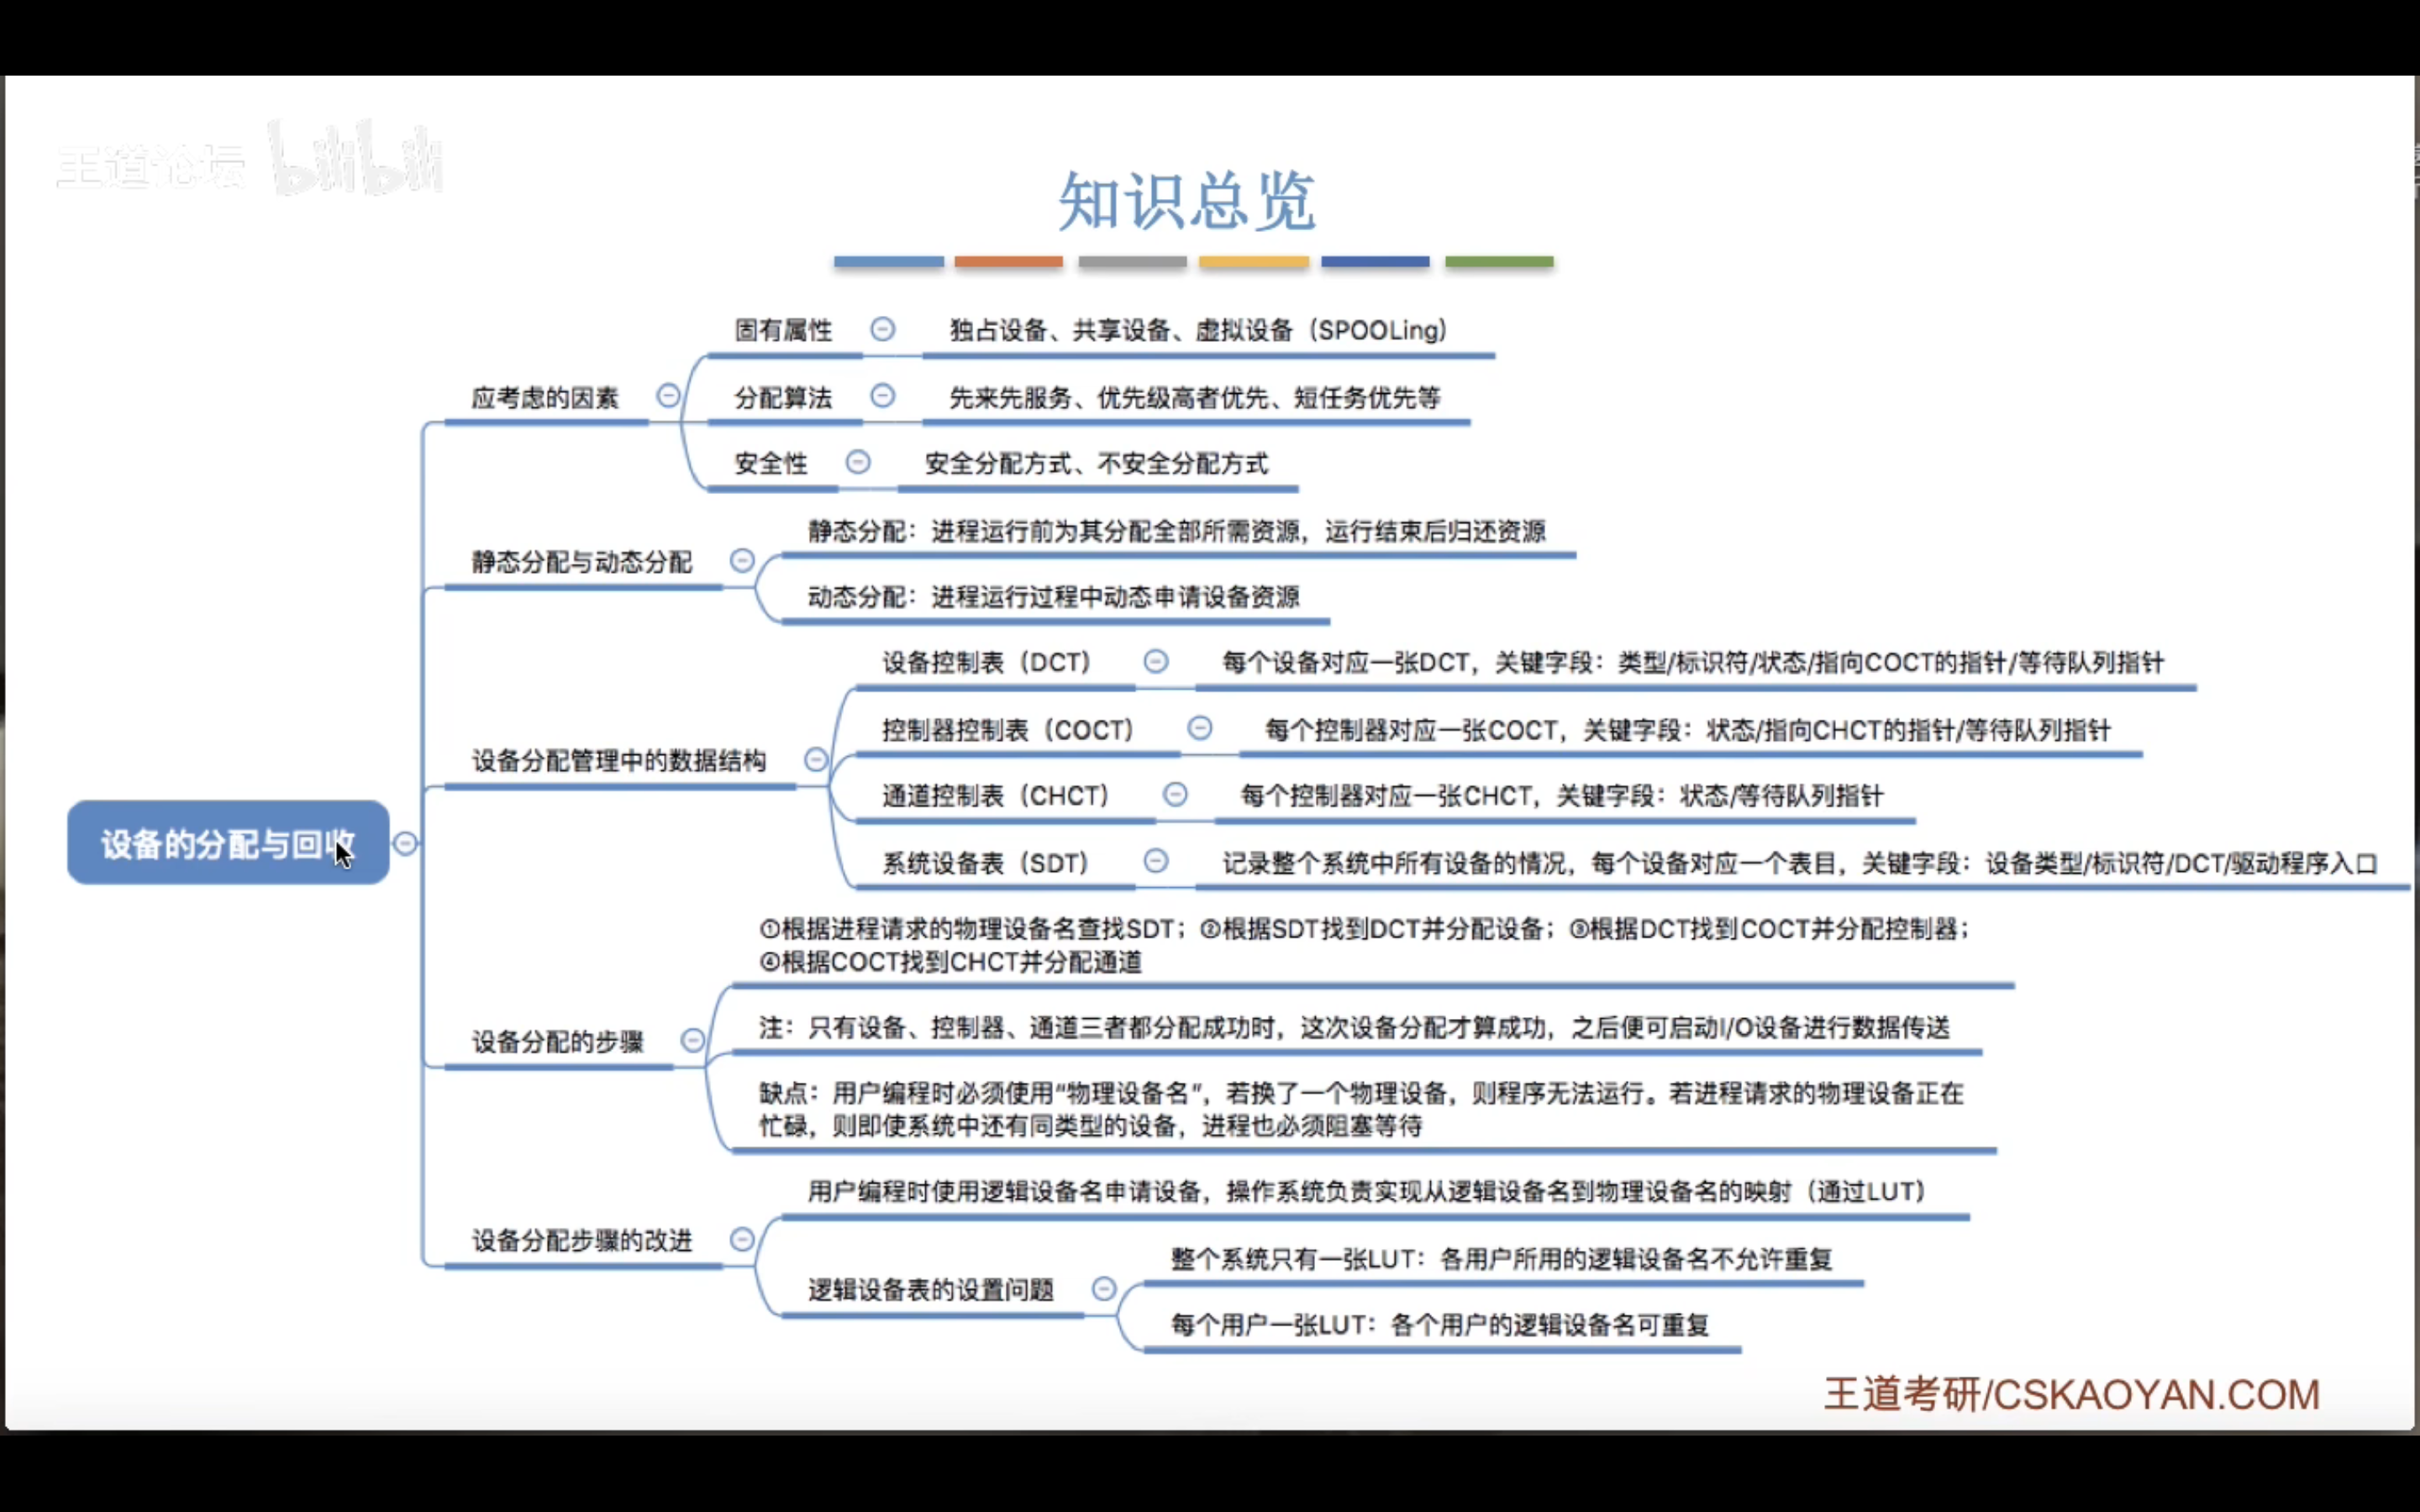 王道论坛 bilibili
知识总览
固有属性 独占设备、共享设备、虚拟设备（SPOOLing）
应考虑的因素
分配算法 先来先服务、优先级高者优先、短任务优先等
安全性 安全分配方式、不安全分配方式
静态分配与动态分配
静态分配：进程运行前为其分配全部所需资源，运行结束后归还资源
动态分配：进程运行过程中动态申请设备资源
设备分配管理中的数据结构
设备控制表（DCT） 每个设备对应一张DCT，关键字段：类型/标识符/状态/指向COCT的指针/等待队列指针
控制器控制表（COCT） 每个控制器对应一张COCT，关键字段：状态/指向CHCT的指针/等待队列指针
通道控制表（CHCT） 每个控制器对应一张CHCT，关键字段：状态/等待队列指针
系统设备表（SDT） 记录整个系统中所有设备的情况，每个设备对应一个表目，关键字段：设备类型/标识符/DCT/驱动程序入口
设备的分配与回收
设备分配的步骤
①根据进程请求的物理设备名查找SDT；②根据SDT找到DCT并分配设备；③根据DCT找到COCT并分配控制器；
④根据COCT找到CHCT并分配通道
注：只有设备、控制器、通道三者都分配成功时，这次设备分配才算成功，之后便可启动I/O设备进行数据传送
缺点：用户编程时必须使用“物理设备名”，若换了一个物理设备，则程序无法运行。若进程请求的物理设备正在
忙碌，则即使系统中还有同类型的设备，进程也必须阻塞等待
设备分配步骤的改进
用户编程时使用逻辑设备名申请设备，操作系统负责实现从逻辑设备名到物理设备名的映射（通过LUT）
逻辑设备表的设置问题
整个系统只有一张LUT：各用户所用的逻辑设备名不允许重复
每个用户一张LUT：各个用户的逻辑设备名可重复
王道考研/CSKAOYAN.COM